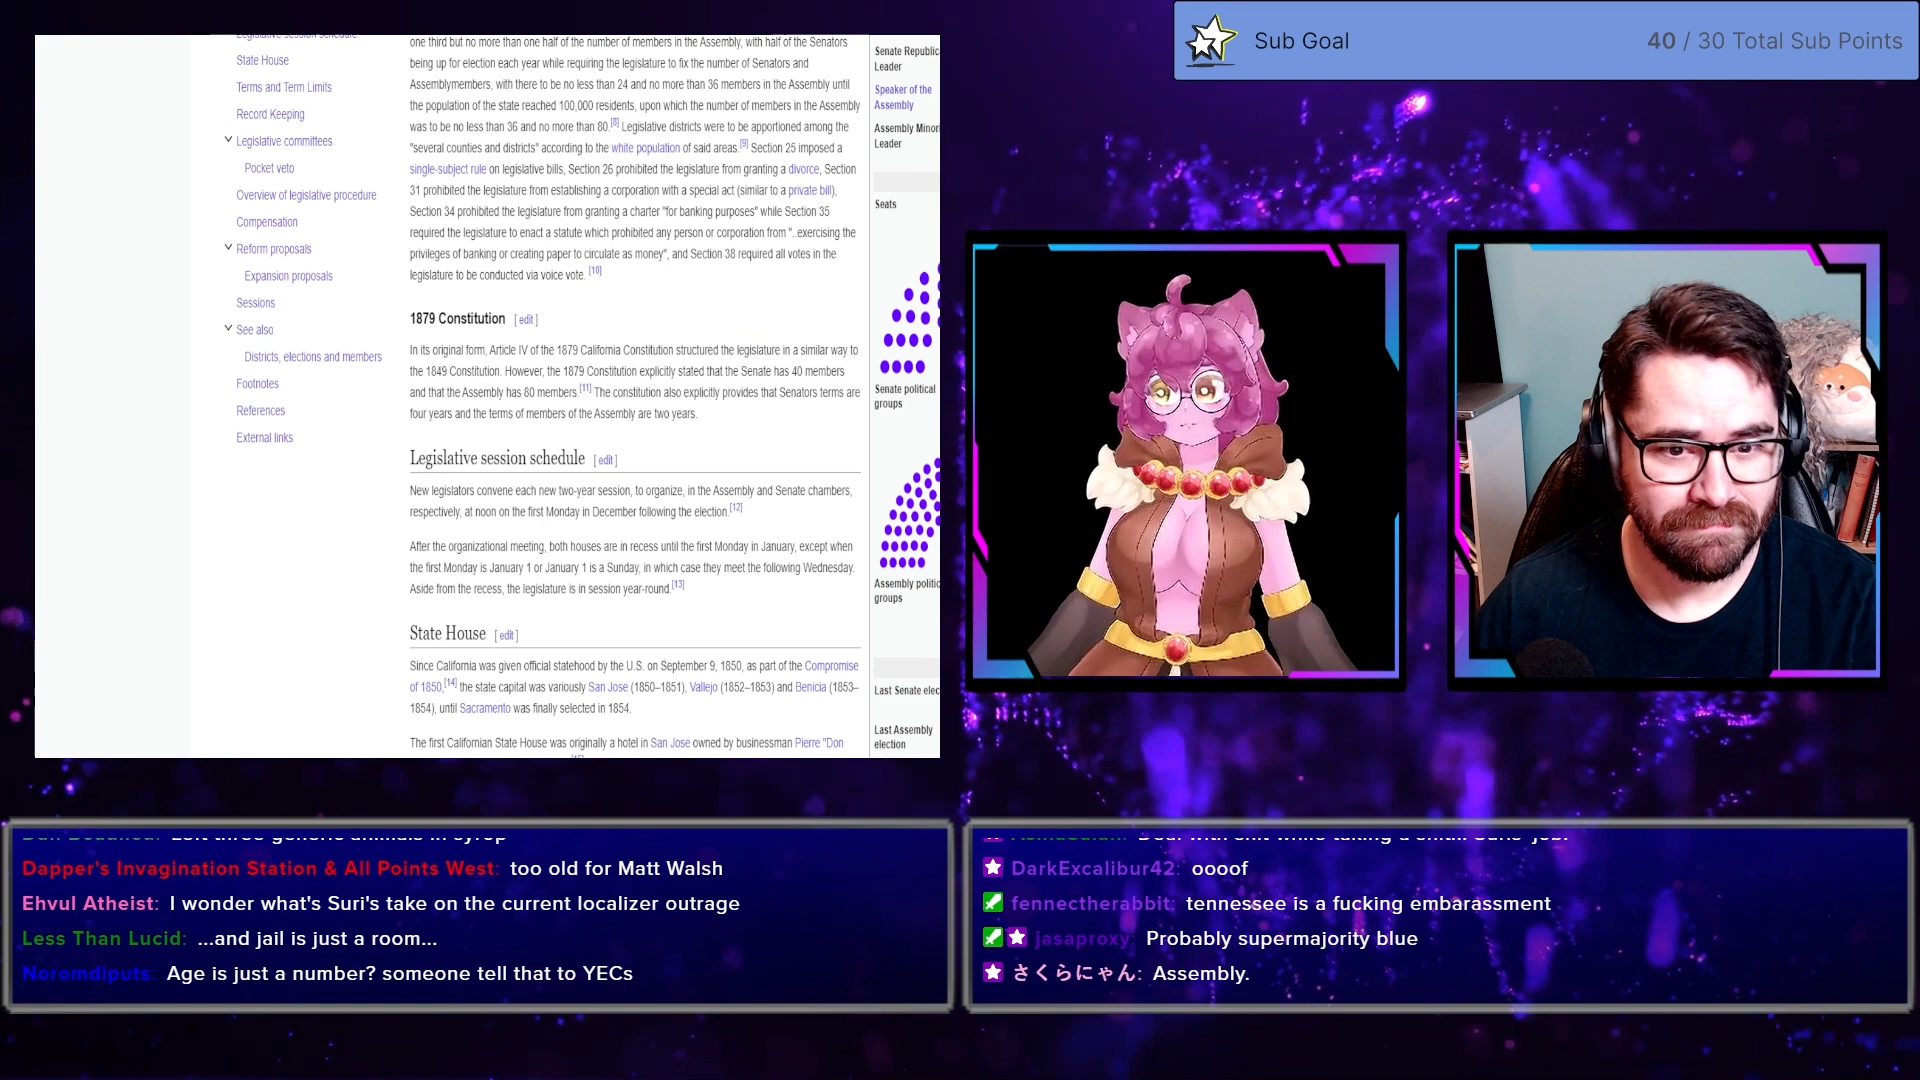 Sub Goal
40 / 30 Total Sub Points
Legislative session schedule
State House
Terms and Term Limits
Record Keeping
Legislative committees
Pocket veto
Overview of legislative procedure
Compensation
Reform proposals
Expansion proposals
Sessions
See also
Districts, elections and members
Footnotes
References
External links
one third but no more than one half of the number of members in the Assembly, with half of the Senators
being up for election each year while requiring the legislature to fix the number of Senators and
Assemblymembers, with there to be no less than 24 and no more than 36 members in the Assembly until
the population of the state reached 100,000 residents, upon which the number of members in the Assembly
was to be no less than 36 and no more than 80.[8] Legislative districts were to be apportioned among the
"several counties and districts" according to the white population of said areas.[9] Section 25 imposed a
single-subject rule on legislative bills, Section 26 prohibited the legislature from granting a divorce, Section
31 prohibited the legislature from establishing a corporation with a special act (similar to a private bill),
Section 34 prohibited the legislature from granting a charter "for banking purposes" while Section 35
required the legislature to enact a statute which prohibited any person or corporation from "..exercising the
privileges of banking or creating paper to circulate as money", and Section 38 required all votes in the
legislature to be conducted via voice vote. [10]
1879 Constitution [ edit ]
In its original form, Article IV of the 1879 California Constitution structured the legislature in a similar way to
the 1849 Constitution. However, the 1879 Constitution explicitly stated that the Senate has 40 members
and that the Assembly has 80 members.[11] The constitution also explicitly provides that Senators terms are
four years and the terms of members of the Assembly are two years.
Legislative session schedule [ edit ]
New legislators convene each new two-year session, to organize, in the Assembly and Senate chambers,
respectively, at noon on the first Monday in December following the election.[12]
After the organizational meeting, both houses are in recess until the first Monday in January, except when
the first Monday is January 1 or January 1 is a Sunday, in which case they meet the following Wednesday.
Aside from the recess, the legislature is in session year-round.[13]
State House [ edit ]
Since California was given official statehood by the U.S. on September 9, 1850, as part of the Compromise
of 1850,[14] the state capital was variously San Jose (1850–1851), Vallejo (1852–1853) and Benicia (1853–
1854), until Sacramento was finally selected in 1854.
The first Californian State House was originally a hotel in San Jose owned by businessman Pierre "Don
Senate Republic
Leader
Speaker of the
Assembly
Assembly Minori
Leader
Seats
Senate political
groups
Assembly politic
groups
Last Senate elec
Last Assembly
election
Dapper's Invagination Station & All Points West: too old for Matt Walsh
Ehvul Atheist: I wonder what's Suri's take on the current localizer outrage
Less Than Lucid: ...and jail is just a room...
Noromdiputs: Age is just a number? someone tell that to YECs
DarkExcalibur42: oooof
fennectherabbit: tennessee is a fucking embarassment
jasaproxy: Probably supermajority blue
さくらにゃん: Assembly.